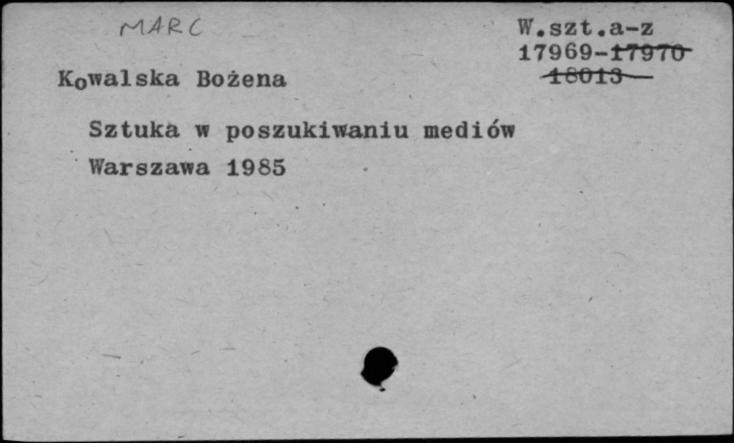 MARC
W.szt.a-z
17969-17970
18013
Kowalska Bożena
Sztuka w poszukiwaniu mediów
Warszawa 1985